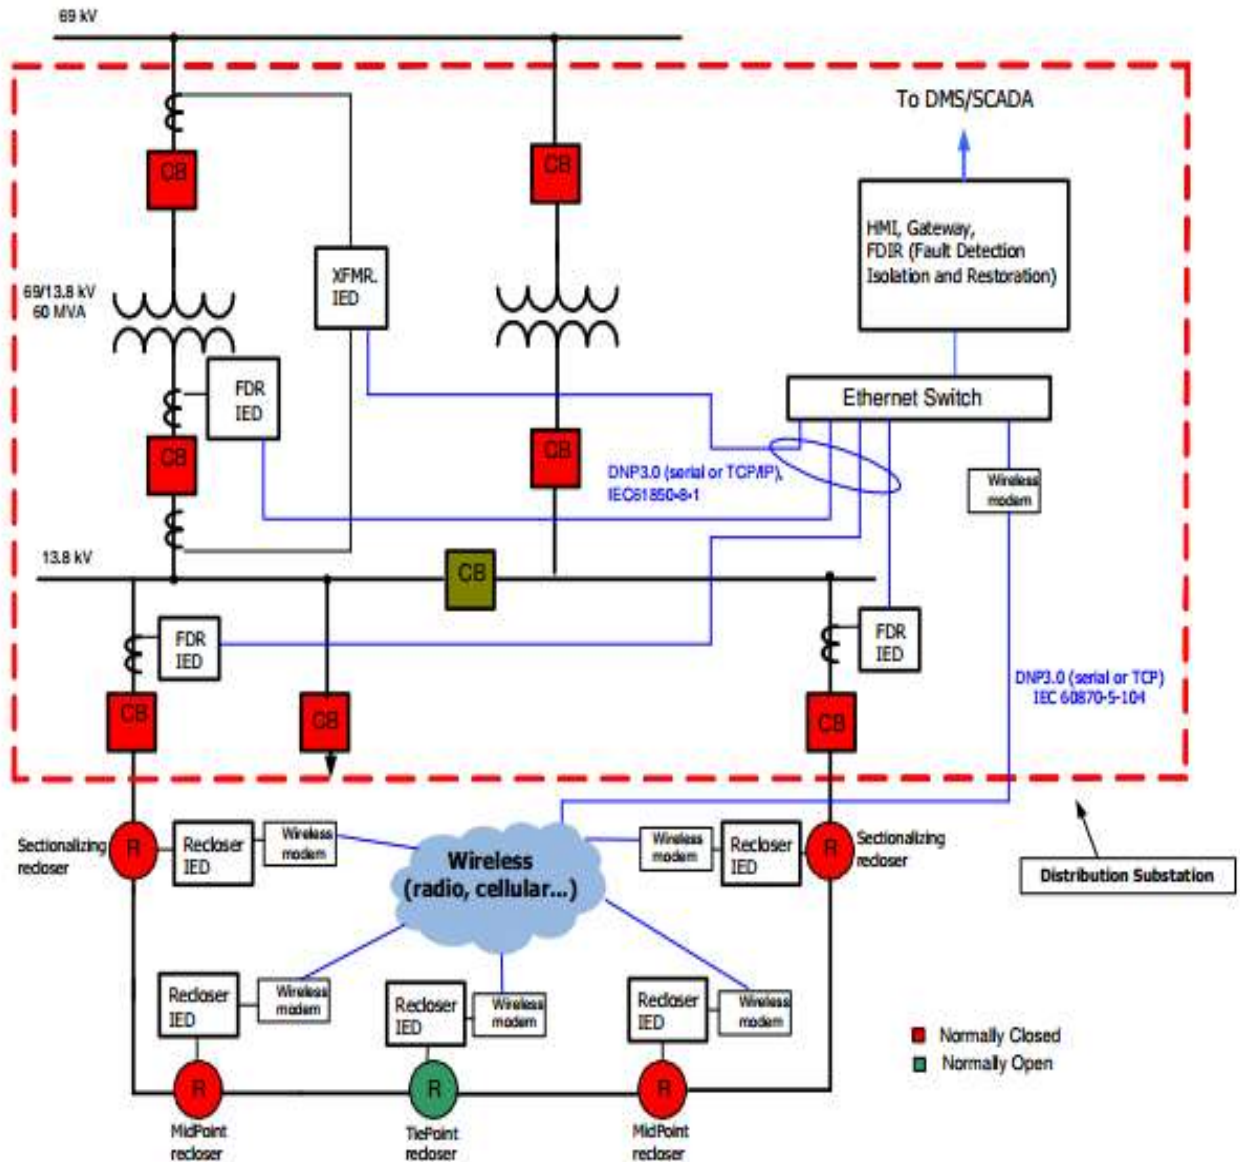 69 kV
To DMS/SCADA
CB
CB
HMI, Gateway,
FDIR (Fault Detection
Isolation and Restoration)
XFMR.
IED
69/13.8 kV
60 MVA
FDR
IED
Ethernet Switch
CB
CB
DNP3.0 (serial or TCP/IP),
IEC61850-8-1
Wireless
modem
13.8 kV
CB
FDR
IED
FDR
IED
DNP3.0 (serial or TCP)
IEC 60870-5-104
CB
CB
CB
Sectionalizing
recloser
R
Recloser
IED
Wireless
modem
Wireless
(radio, cellular...)
Wireless
modem
Recloser
IED
R
Sectionalizing
recloser
Distribution Substation
Recloser
IED
Wireless
modem
Recloser
IED
Wireless
modem
Recloser
IED
Wireless
modem
Normally Closed
Normally Open
R
R
R
MidPoint
recloser
TiePoint
recloser
MidPoint
recloser